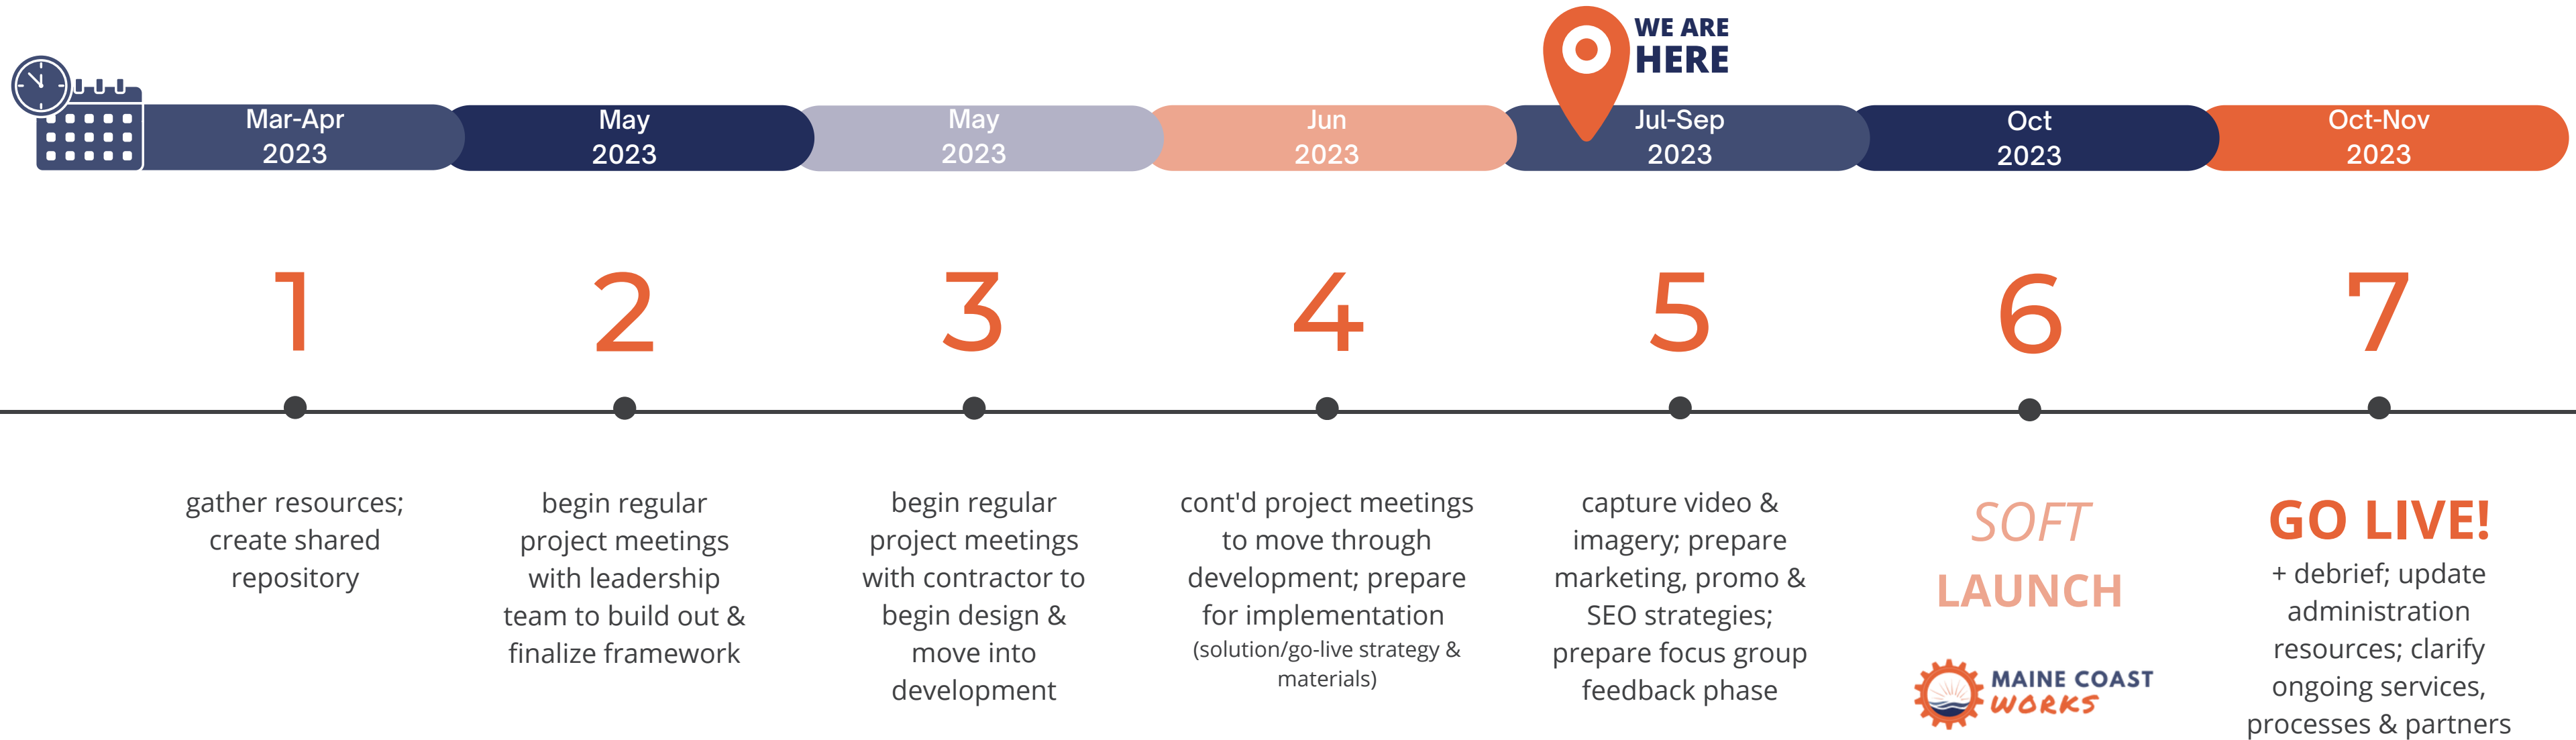 WE ARE
HERE
Mar-Apr
2023
May
2023
May
2023
Jun
2023
Jul-Sep
2023
Oct
2023
Oct-Nov
2023
1
2
3
4
5
6
7
gather resources;
create shared
repository
begin regular
project meetings
with leadership
team to build out &
finalize framework
begin regular
project meetings
with contractor to
begin design &
move into
development
cont'd project meetings
to move through
development; prepare
for implementation
(solution/go-live strategy &
materials)
capture video &
imagery; prepare
marketing, promo &
SEO strategies;
prepare focus group
feedback phase
SOFT
LAUNCH
MAINE COAST
WORKS
GO LIVE!
+ debrief; update
administration
resources; clarify
ongoing services,
processes & partners